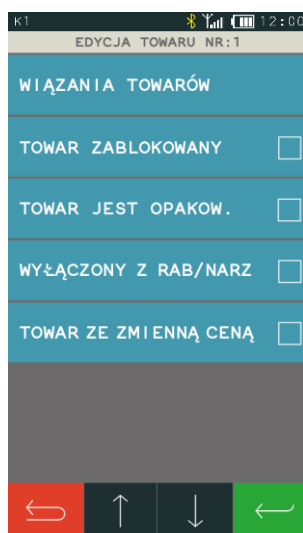 K1 12:00
EDYCJA TOWARU NR:1
WIĄZANIA TOWARÓW
TOWAR ZABLOKOWANY
TOWAR JEST OPAKOW.
WYŁĄCZONY Z RAB/NARZ
TOWAR ZE ZMIENNĄ CENĄ